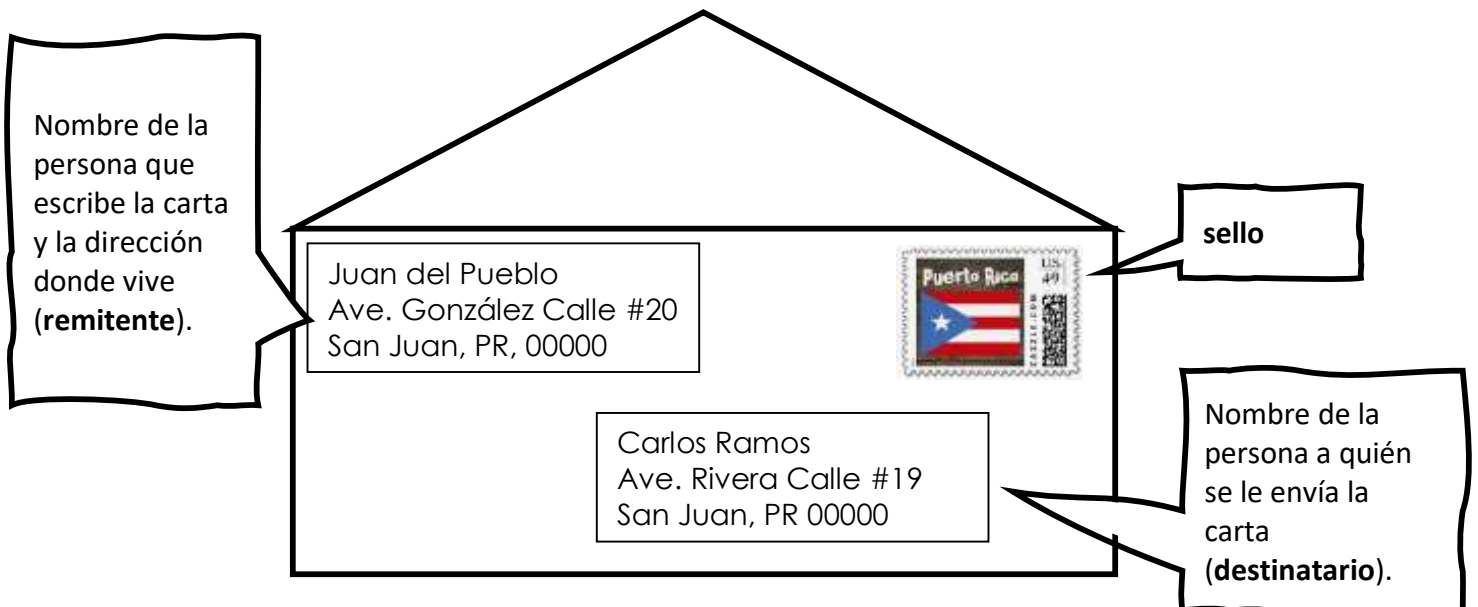 Nombre de la
persona que
escribe la carta
y la dirección
donde vive
(remitente).
Juan del Pueblo
Ave. González Calle #20
San Juan, PR, 00000
Puerto Rico
US
49
ZAZZLE.COM
sello
Carlos Ramos
Ave. Rivera Calle #19
San Juan, PR 00000
Nombre de la
persona a quién
se le envía la
carta
(destinatario).